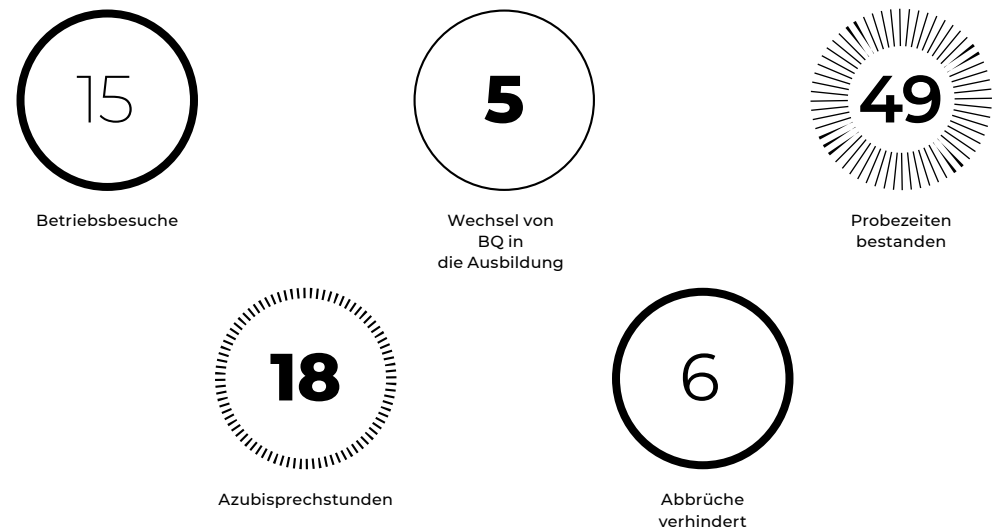 15
Betriebsbesuche
5
Wechsel von
BQ in
die Ausbildung
49
Probezeiten
bestanden
18
Azubisprechstunden
6
Abbrüche
verhindert